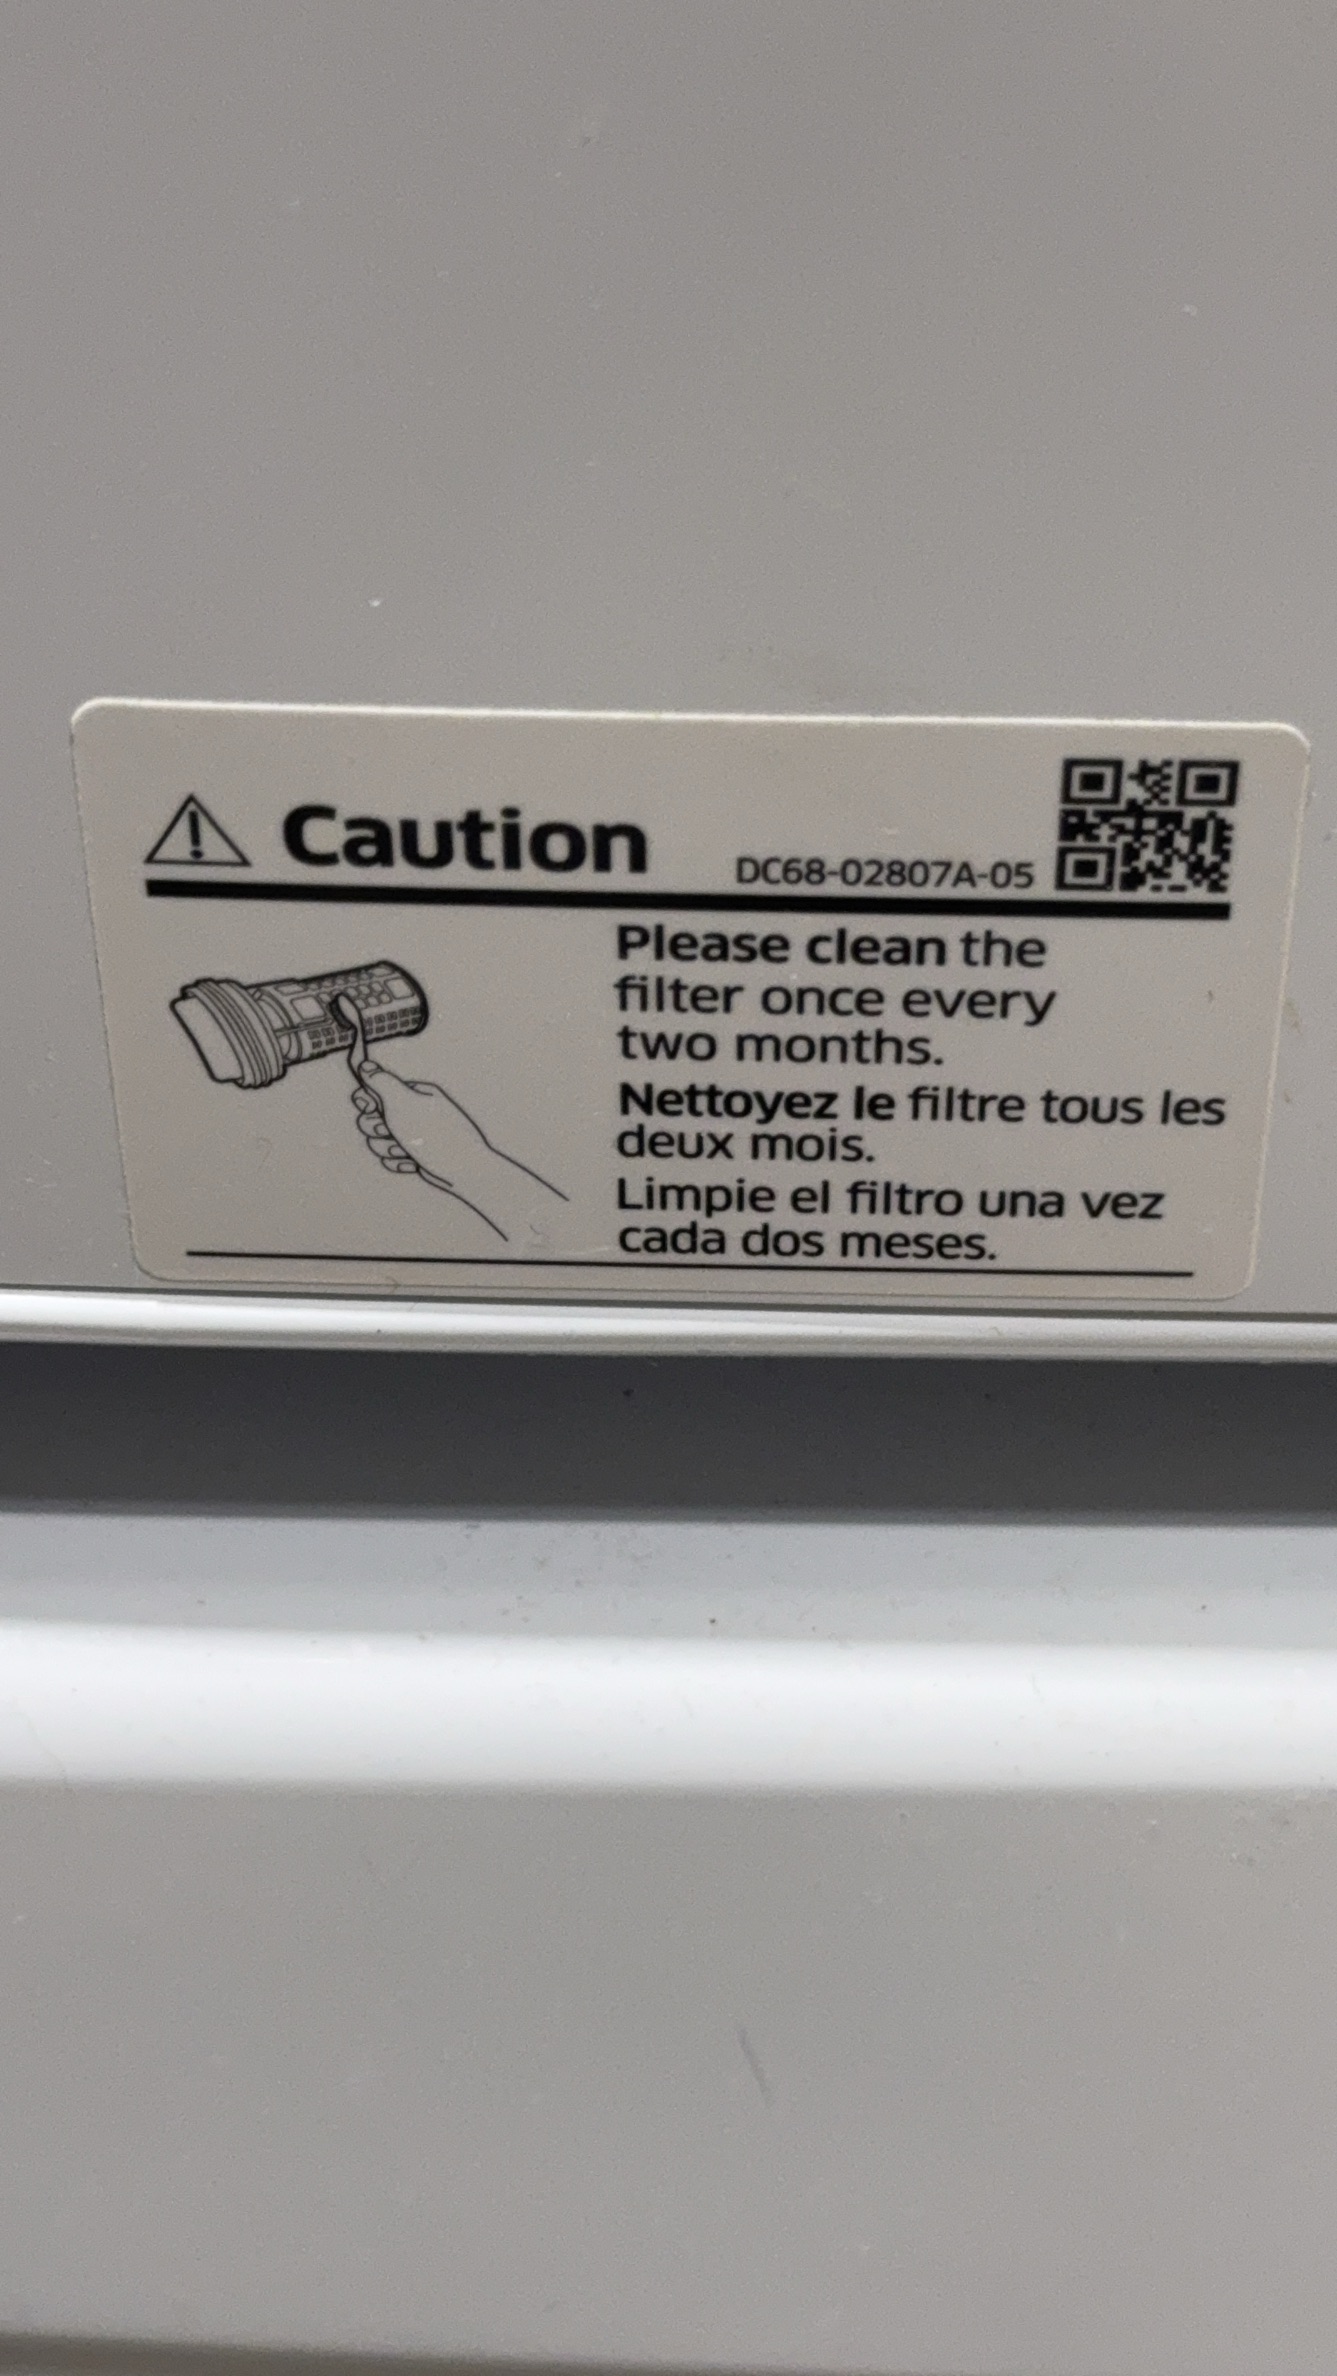 Caution
DC68-02807A-05
Please clean the
filter once every
two months.
Nettoyez le filtre tous les
deux mois.
Limpie el filtro una vez
cada dos meses.